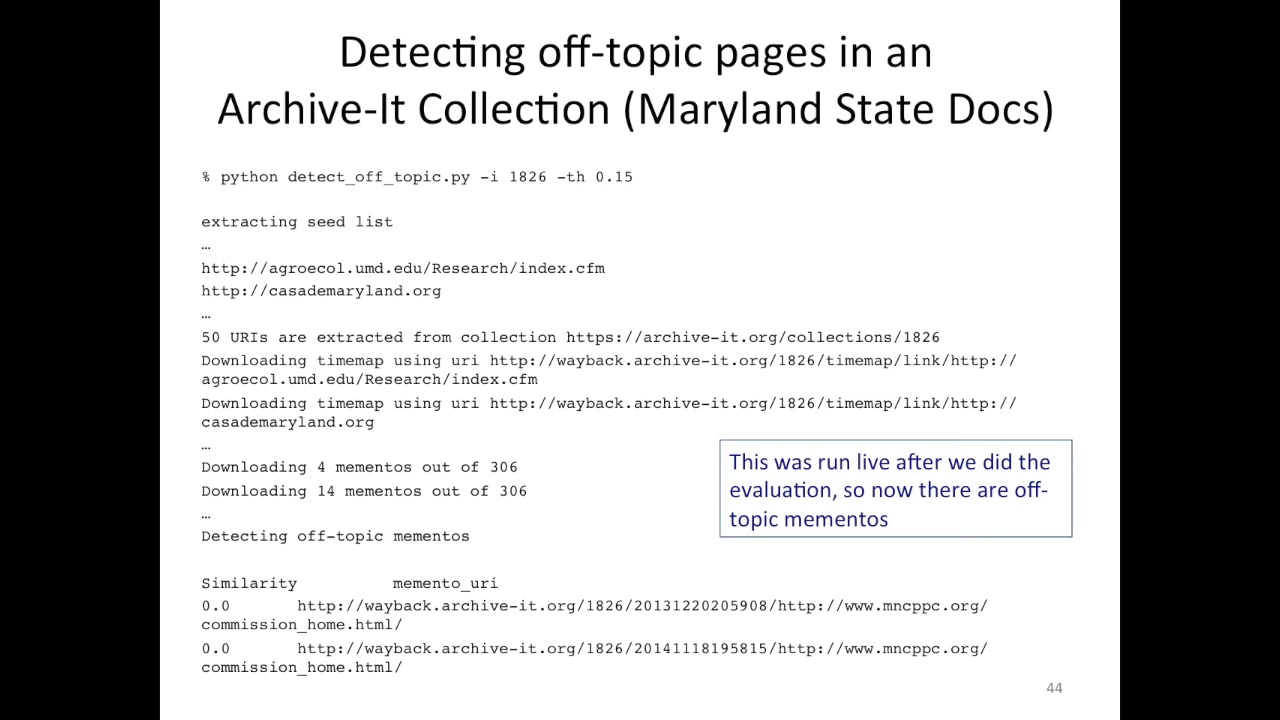 Detecting off-topic pages in an
Archive-It Collection (Maryland State Docs)
% python detect_off_topic.py -i 1826 -th 0.15
extracting seed list
…
http://agroecol.umd.edu/Research/index.cfm
http://casademaryland.org
…
50 URIs are extracted from collection https://archive-it.org/collections/1826
Downloading timemap using uri http://wayback.archive-it.org/1826/timemap/link/http://
agroecol.umd.edu/Research/index.cfm
Downloading timemap using uri http://wayback.archive-it.org/1826/timemap/link/http://
casademaryland.org
…
Downloading 4 mementos out of 306
Downloading 14 mementos out of 306
…
Detecting off-topic mementos
This was run live after we did the
evaluation, so now there are off-
topic mementos
Similarity memento_uri
0.0 http://wayback.archive-it.org/1826/20131220205908/http://www.mncppc.org/
commission_home.html/
0.0 http://wayback.archive-it.org/1826/20141118195815/http://www.mncppc.org/
commission_home.html/
44